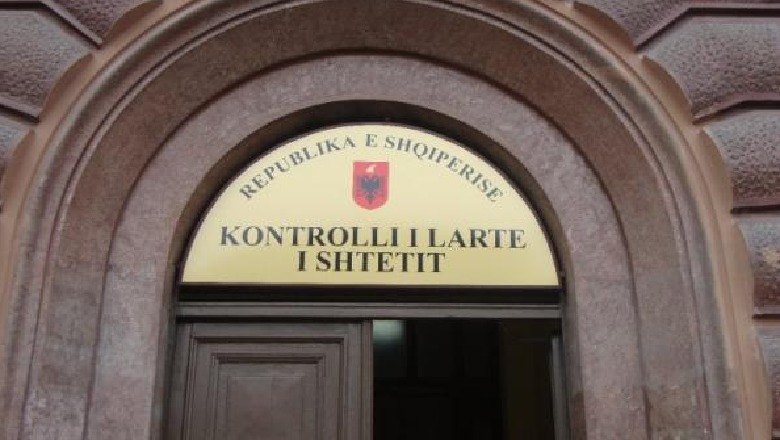 REPUBLIKA E SHQIPERISE
KONTROLLI I LARTE
I SHTETIT